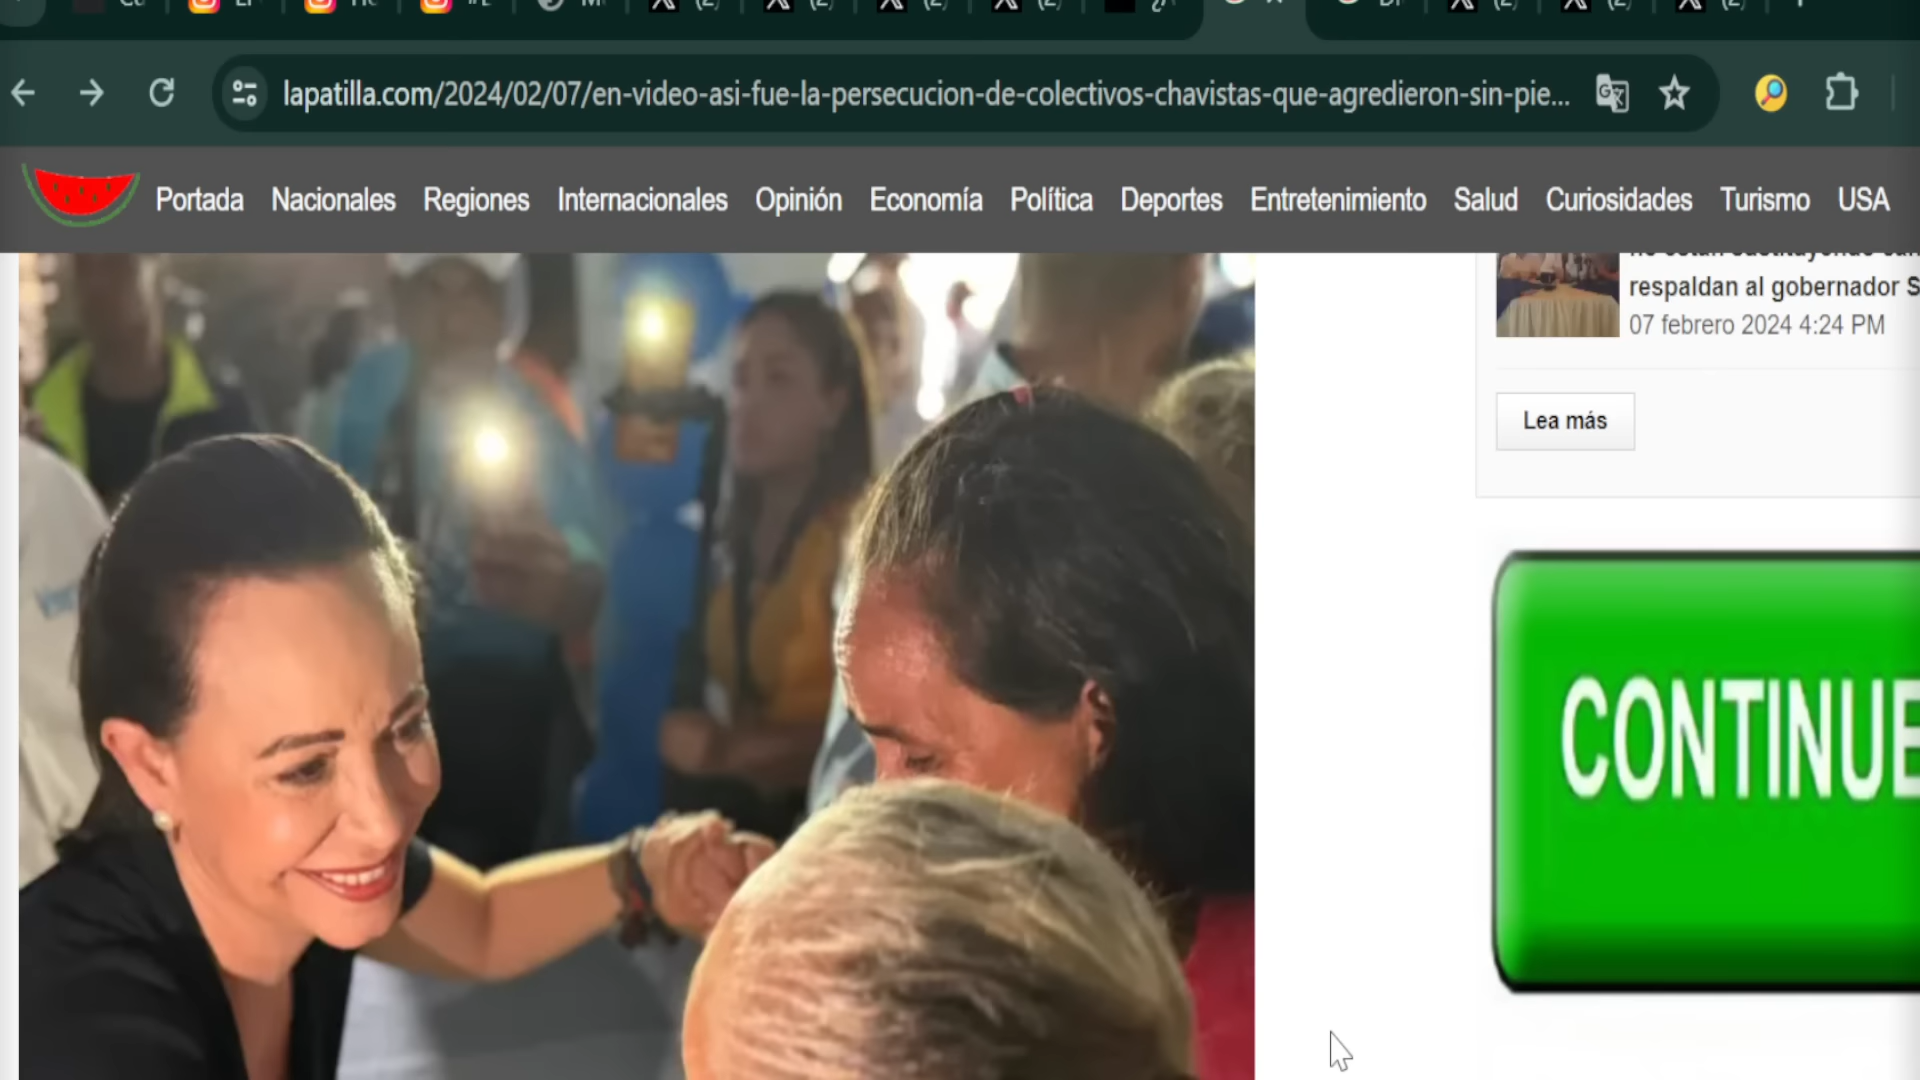 lapatilla.com/2024/02/07/en-video-asi-fue-la-persecucion-de-colectivos-chavistas-que-agredieron-sin-pie...
Portada Nacionales Regiones Internacionales Opinión Economía Política Deportes Entretenimiento Salud Curiosidades Turismo USA
respaldan al gobernador S
07 febrero 2024 4:24 PM
Lea más
CONTINUE